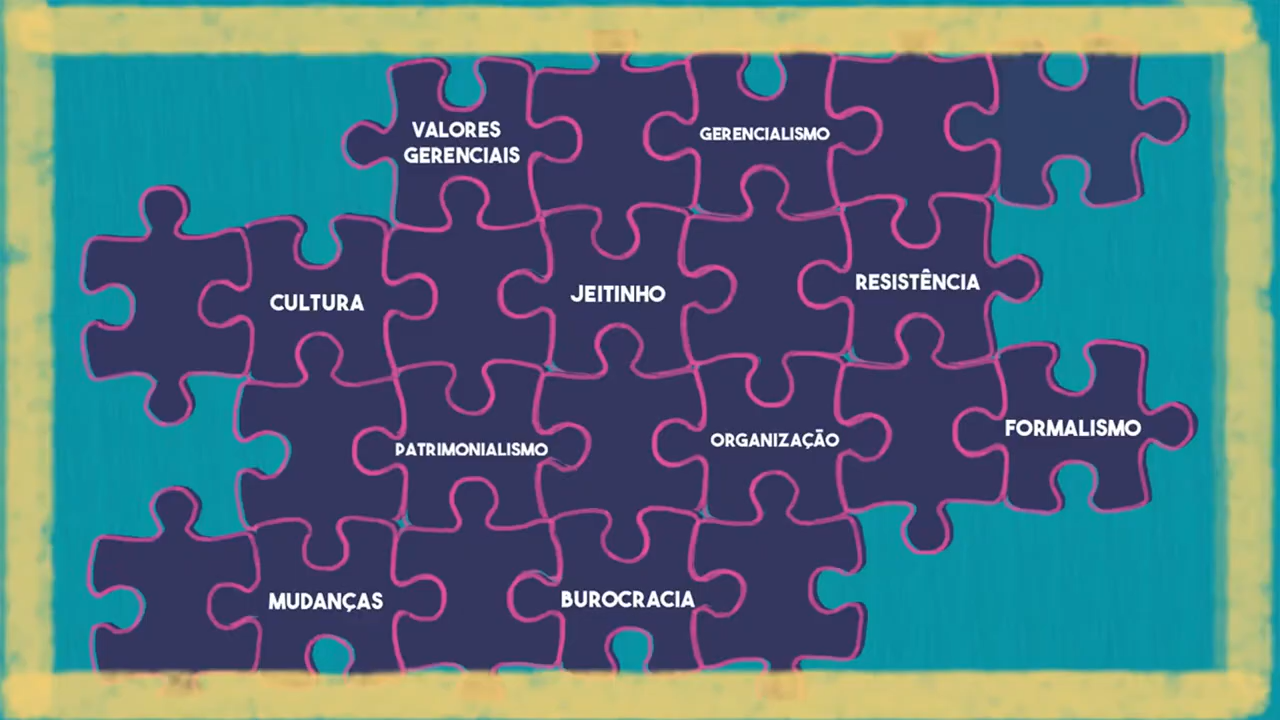 VALORES
GERENCIAIS
GERENCIALISMO
CULTURA
JEITINHO
RESISTÊNCIA
PATRIMONIALISMO
ORGANIZAÇÃO
FORMALISMO
MUDANÇAS
BUROCRACIA